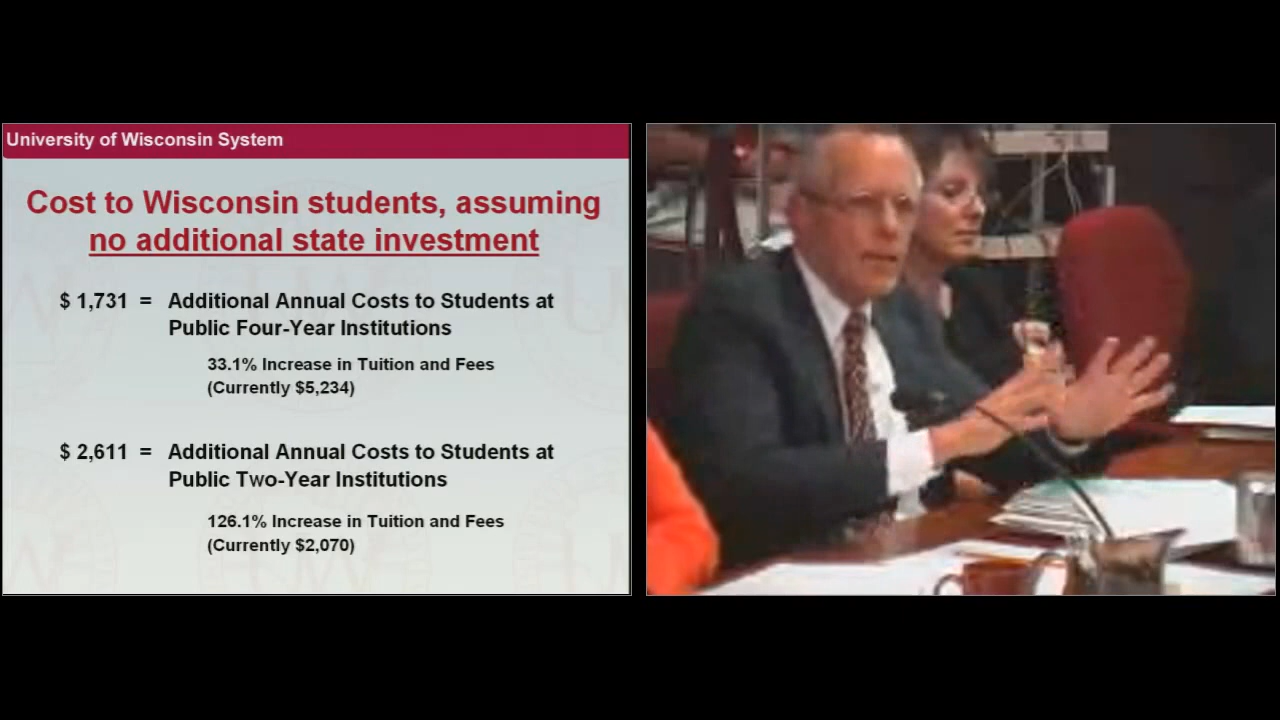 University of Wisconsin System
Cost to Wisconsin students, assuming
no additional state investment
$ 1,731 = Additional Annual Costs to Students at
Public Four-Year Institutions
33.1% Increase in Tuition and Fees
(Currently $5,234)
$ 2,611 = Additional Annual Costs to Students at
Public Two-Year Institutions
126.1% Increase in Tuition and Fees
(Currently $2,070)